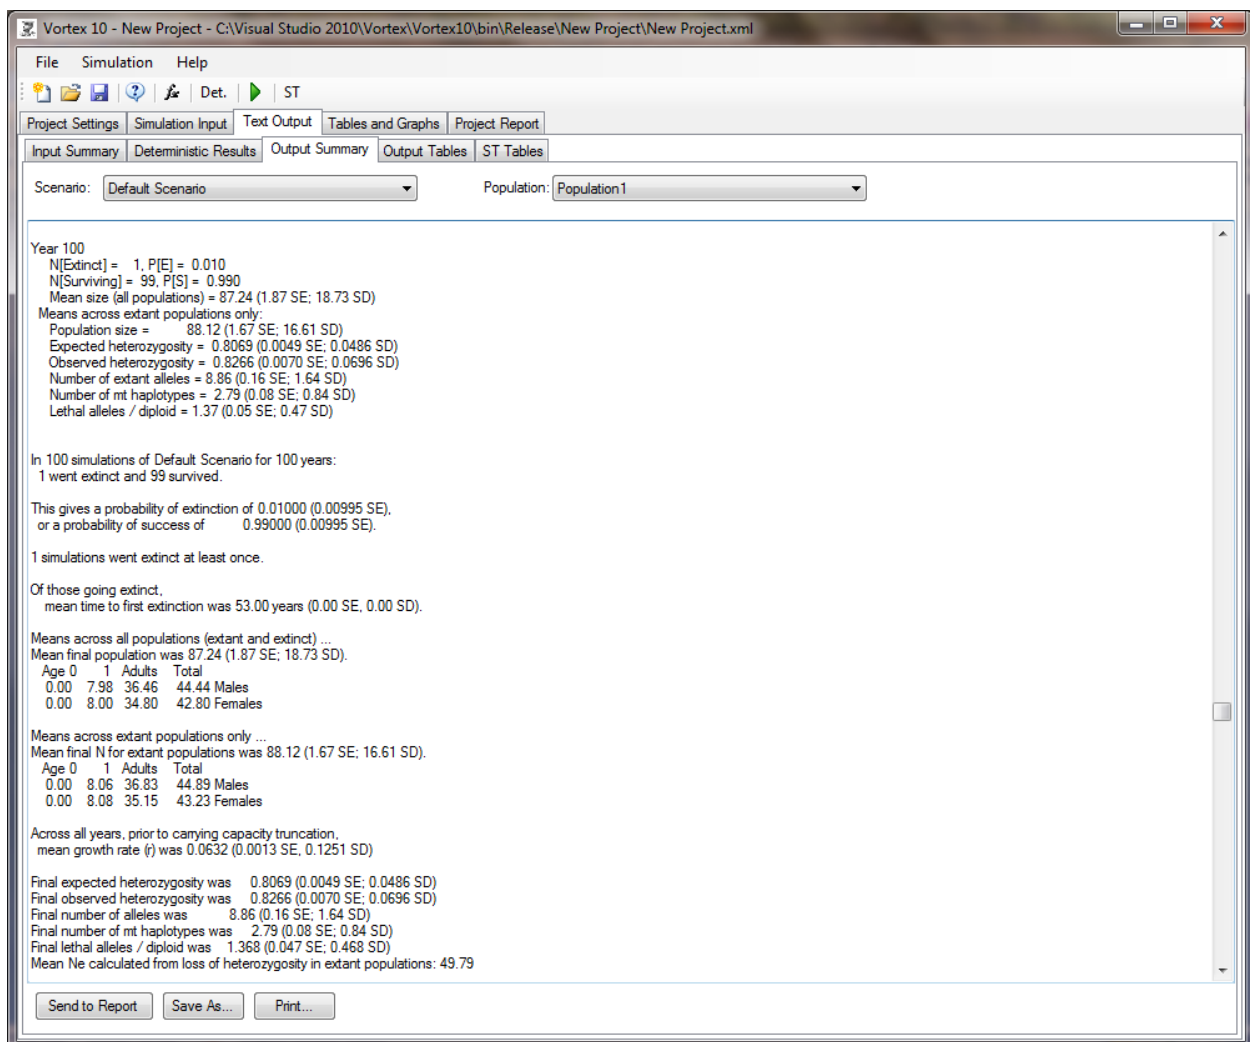 Vortex 10 - New Project - C:\Visual Studio 2010\Vortex\Vortex10\bin\Release\New Project\New Project.xml
File Simulation Help
fx Det. ST
Project Settings Simulation Input Text Output Tables and Graphs Project Report
Input Summary Deterministic Results Output Summary Output Tables ST Tables
Scenario: Default Scenario Population: Population1
Year 100
N[Extinct] = 1, P[E] = 0.010
N[Surviving] = 99, P[S] = 0.990
Mean size (all populations) = 87.24 (1.87 SE; 18.73 SD)
Means across extant populations only:
Population size = 88.12 (1.67 SE; 16.61 SD)
Expected heterozygosity = 0.8069 (0.0049 SE; 0.0486 SD)
Observed heterozygosity = 0.8266 (0.0070 SE; 0.0696 SD)
Number of extant alleles = 8.86 (0.16 SE; 1.64 SD)
Number of mt haplotypes = 2.79 (0.08 SE; 0.84 SD)
Lethal alleles / diploid = 1.37 (0.05 SE; 0.47 SD)
In 100 simulations of Default Scenario for 100 years:
1 went extinct and 99 survived.
This gives a probability of extinction of 0.01000 (0.00995 SE),
or a probability of success of 0.99000 (0.00995 SE).
1 simulations went extinct at least once.
Of those going extinct,
mean time to first extinction was 53.00 years (0.00 SE, 0.00 SD).
Means across all populations (extant and extinct) ...
Mean final population was 87.24 (1.87 SE; 18.73 SD).
Age 0 1 Adults Total
0.00 7.98 36.46 44.44 Males
0.00 8.00 34.80 42.80 Females
Means across extant populations only ...
Mean final N for extant populations was 88.12 (1.67 SE; 16.61 SD).
Age 0 1 Adults Total
0.00 8.06 36.83 44.89 Males
0.00 8.08 35.15 43.23 Females
Across all years, prior to carrying capacity truncation,
mean growth rate (r) was 0.0632 (0.0013 SE, 0.1251 SD)
Final expected heterozygosity was 0.8069 (0.0049 SE; 0.0486 SD)
Final observed heterozygosity was 0.8266 (0.0070 SE; 0.0696 SD)
Final number of alleles was 8.86 (0.16 SE; 1.64 SD)
Final number of mt haplotypes was 2.79 (0.08 SE; 0.84 SD)
Final lethal alleles / diploid was 1.368 (0.047 SE; 0.468 SD)
Mean Ne calculated from loss of heterozygosity in extant populations: 49.79
Send to Report Save As... Print...